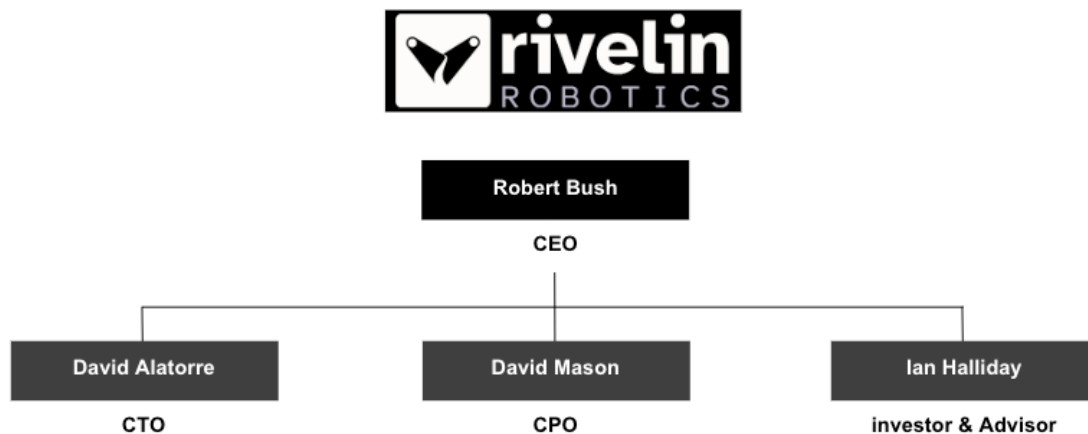 rivelin
ROBOTICS
Robert Bush
CEO
David Alatorre
David Mason
Ian Halliday
CTO
CPO
investor & Advisor